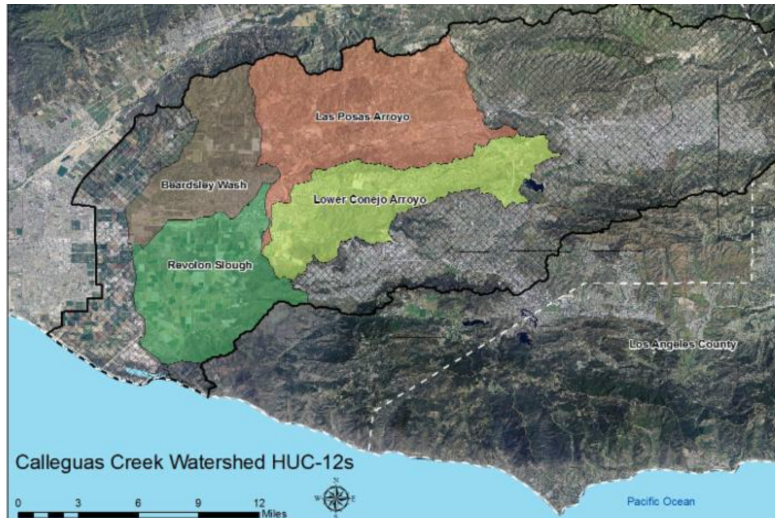 Las Posas Arroyo
Beardsley Wash
Lower Conejo Arroyo
Revolon Slough
Los Angeles County
Calleguas Creek Watershed HUC-12s
N
W E
S
0 3 6 9 12
Miles
Pacific Ocean